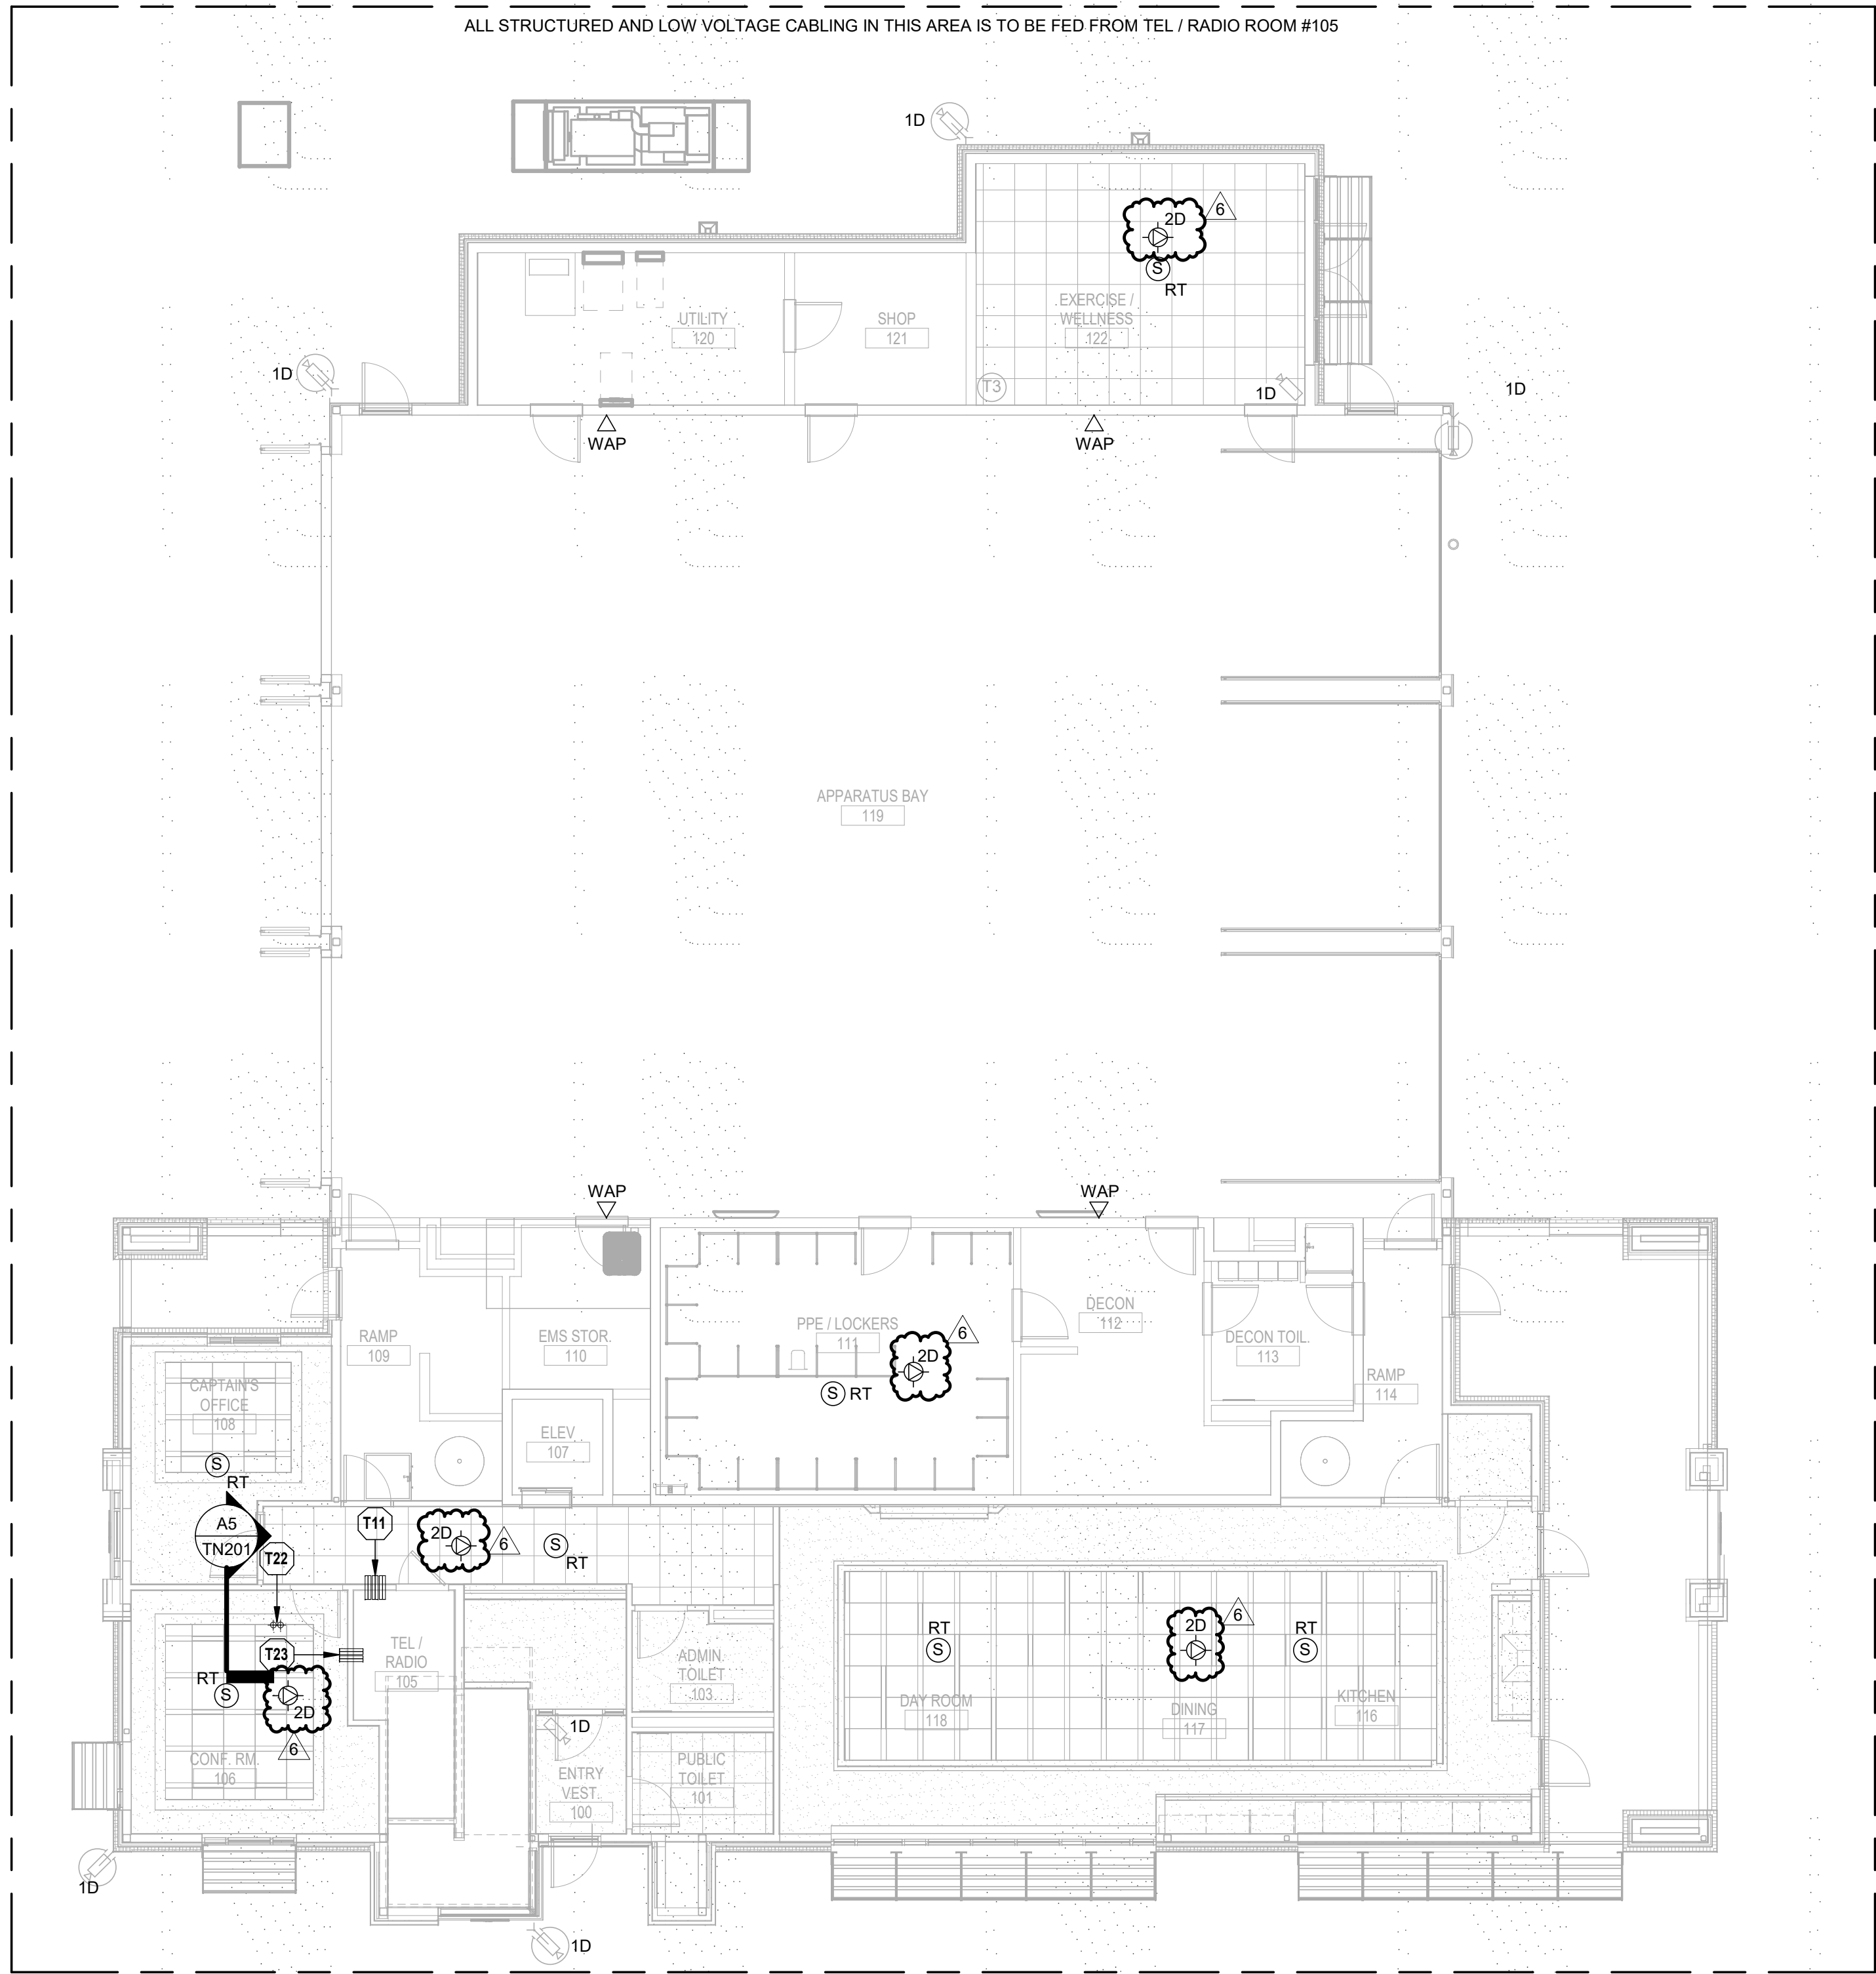 ALL STRUCTURED AND LOW VOLTAGE CABLING IN THIS AREA IS TO BE FED FROM TEL / RADIO ROOM #105
1D
2D
6
S
RT
EXERCISE /
WELLNESS
122
UTILITY
120
SHOP
121
1D
T3
1D
1D
WAP
WAP
APPARATUS BAY
119
WAP
WAP
DECON
112
PPE / LOCKERS
111
6
2D
S RT
RAMP
109
EMS STOR.
110
DECON TOIL.
113
RAMP
114
CAPTAIN'S
OFFICE
108
ELEV
107
S
RT
A5
TN201
T11
T22
2D
6
S
RT
T23
RT
S
2D
6
CONF. RM.
106
TEL /
RADIO
105
ADMIN.
TOILET
103
RT
S
2D
6
RT
S
DAY ROOM
118
DINING
117
KITCHEN
116
1D
ENTRY
VEST.
100
PUBLIC
TOILET
101
1D
1D